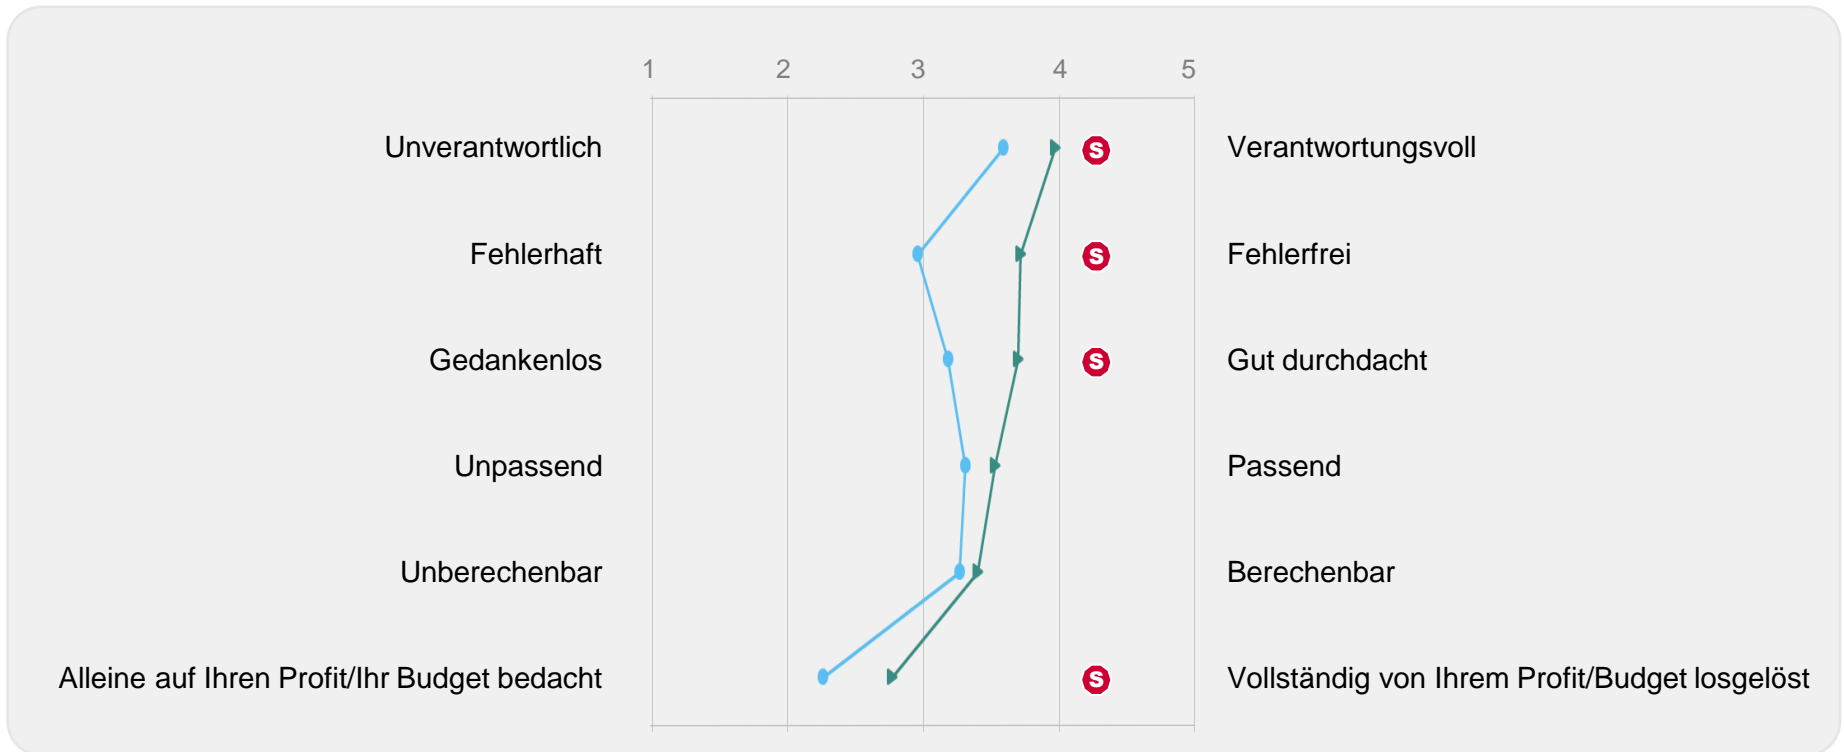 1 2 3 4 5
Unverantwortlich S Verantwortungsvoll
Fehlerhaft S Fehlerfrei
Gedankenlos S Gut durchdacht
Unpassend Passend
Unberechenbar Berechenbar
Alleine auf Ihren Profit/Ihr Budget bedacht S Vollständig von Ihrem Profit/Budget losgelöst